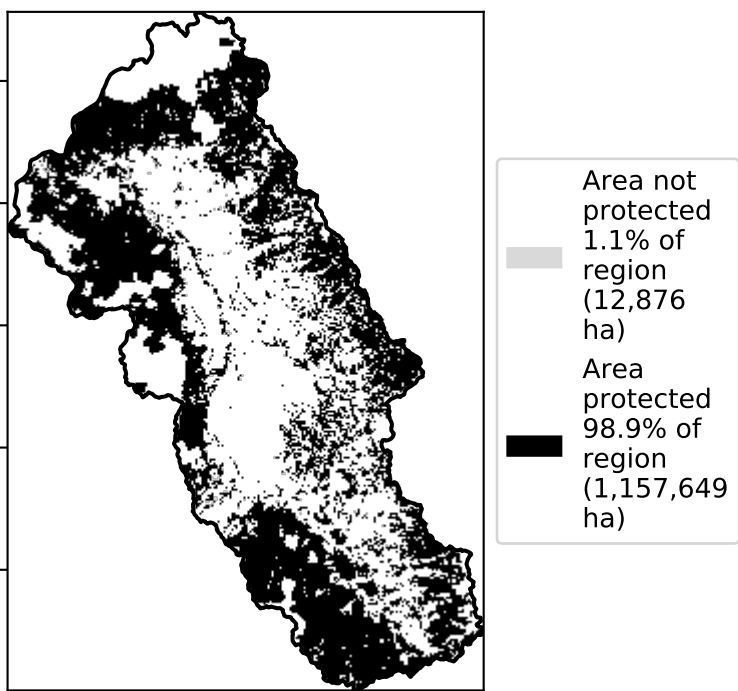 Area not
protected
1.1% of
region
(12,876
ha)
Area
protected
98.9% of
region
(1,157,649
ha)